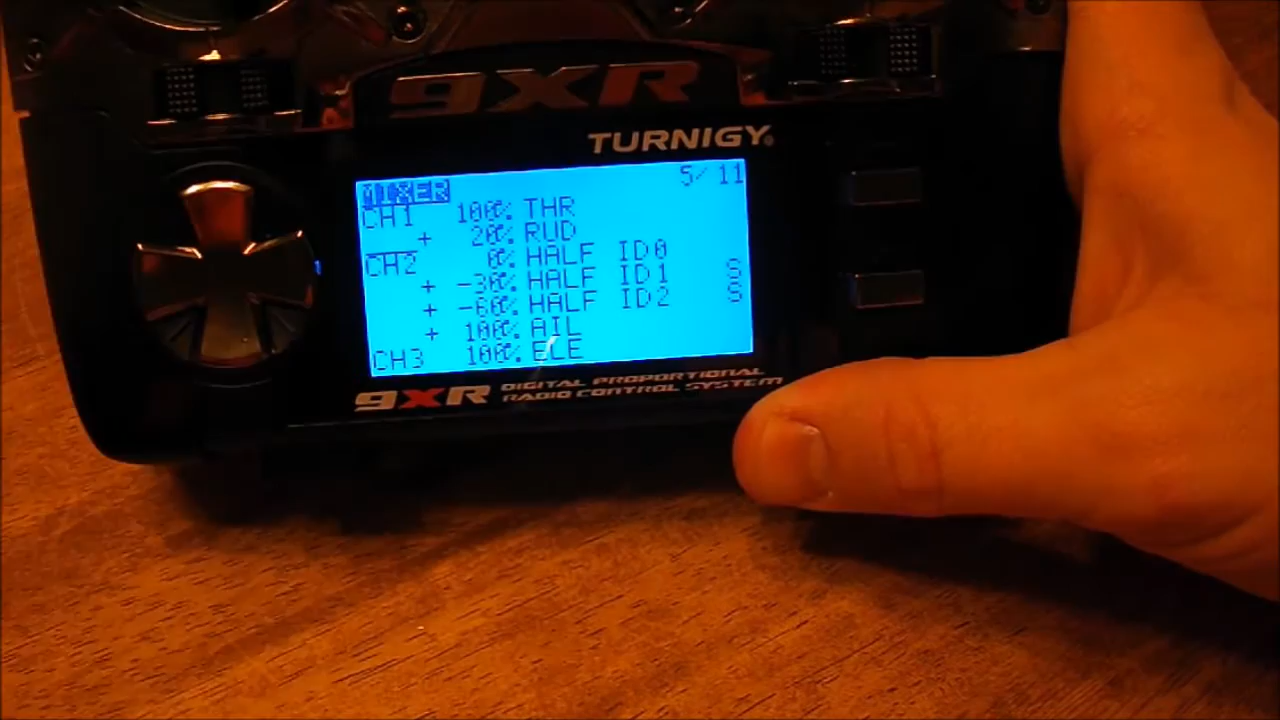 9XR
TURNIGY®
MIXER 5/11
CH1 100% THR
+ 20% RUD
CH2 0% HALF ID0
+ -30% HALF ID1 S
+ -60% HALF ID2 S
+ 100% AIL
CH3 100% ELE
9XR DIGITAL PROPORTIONAL
RADIO CONTROL SYSTEM